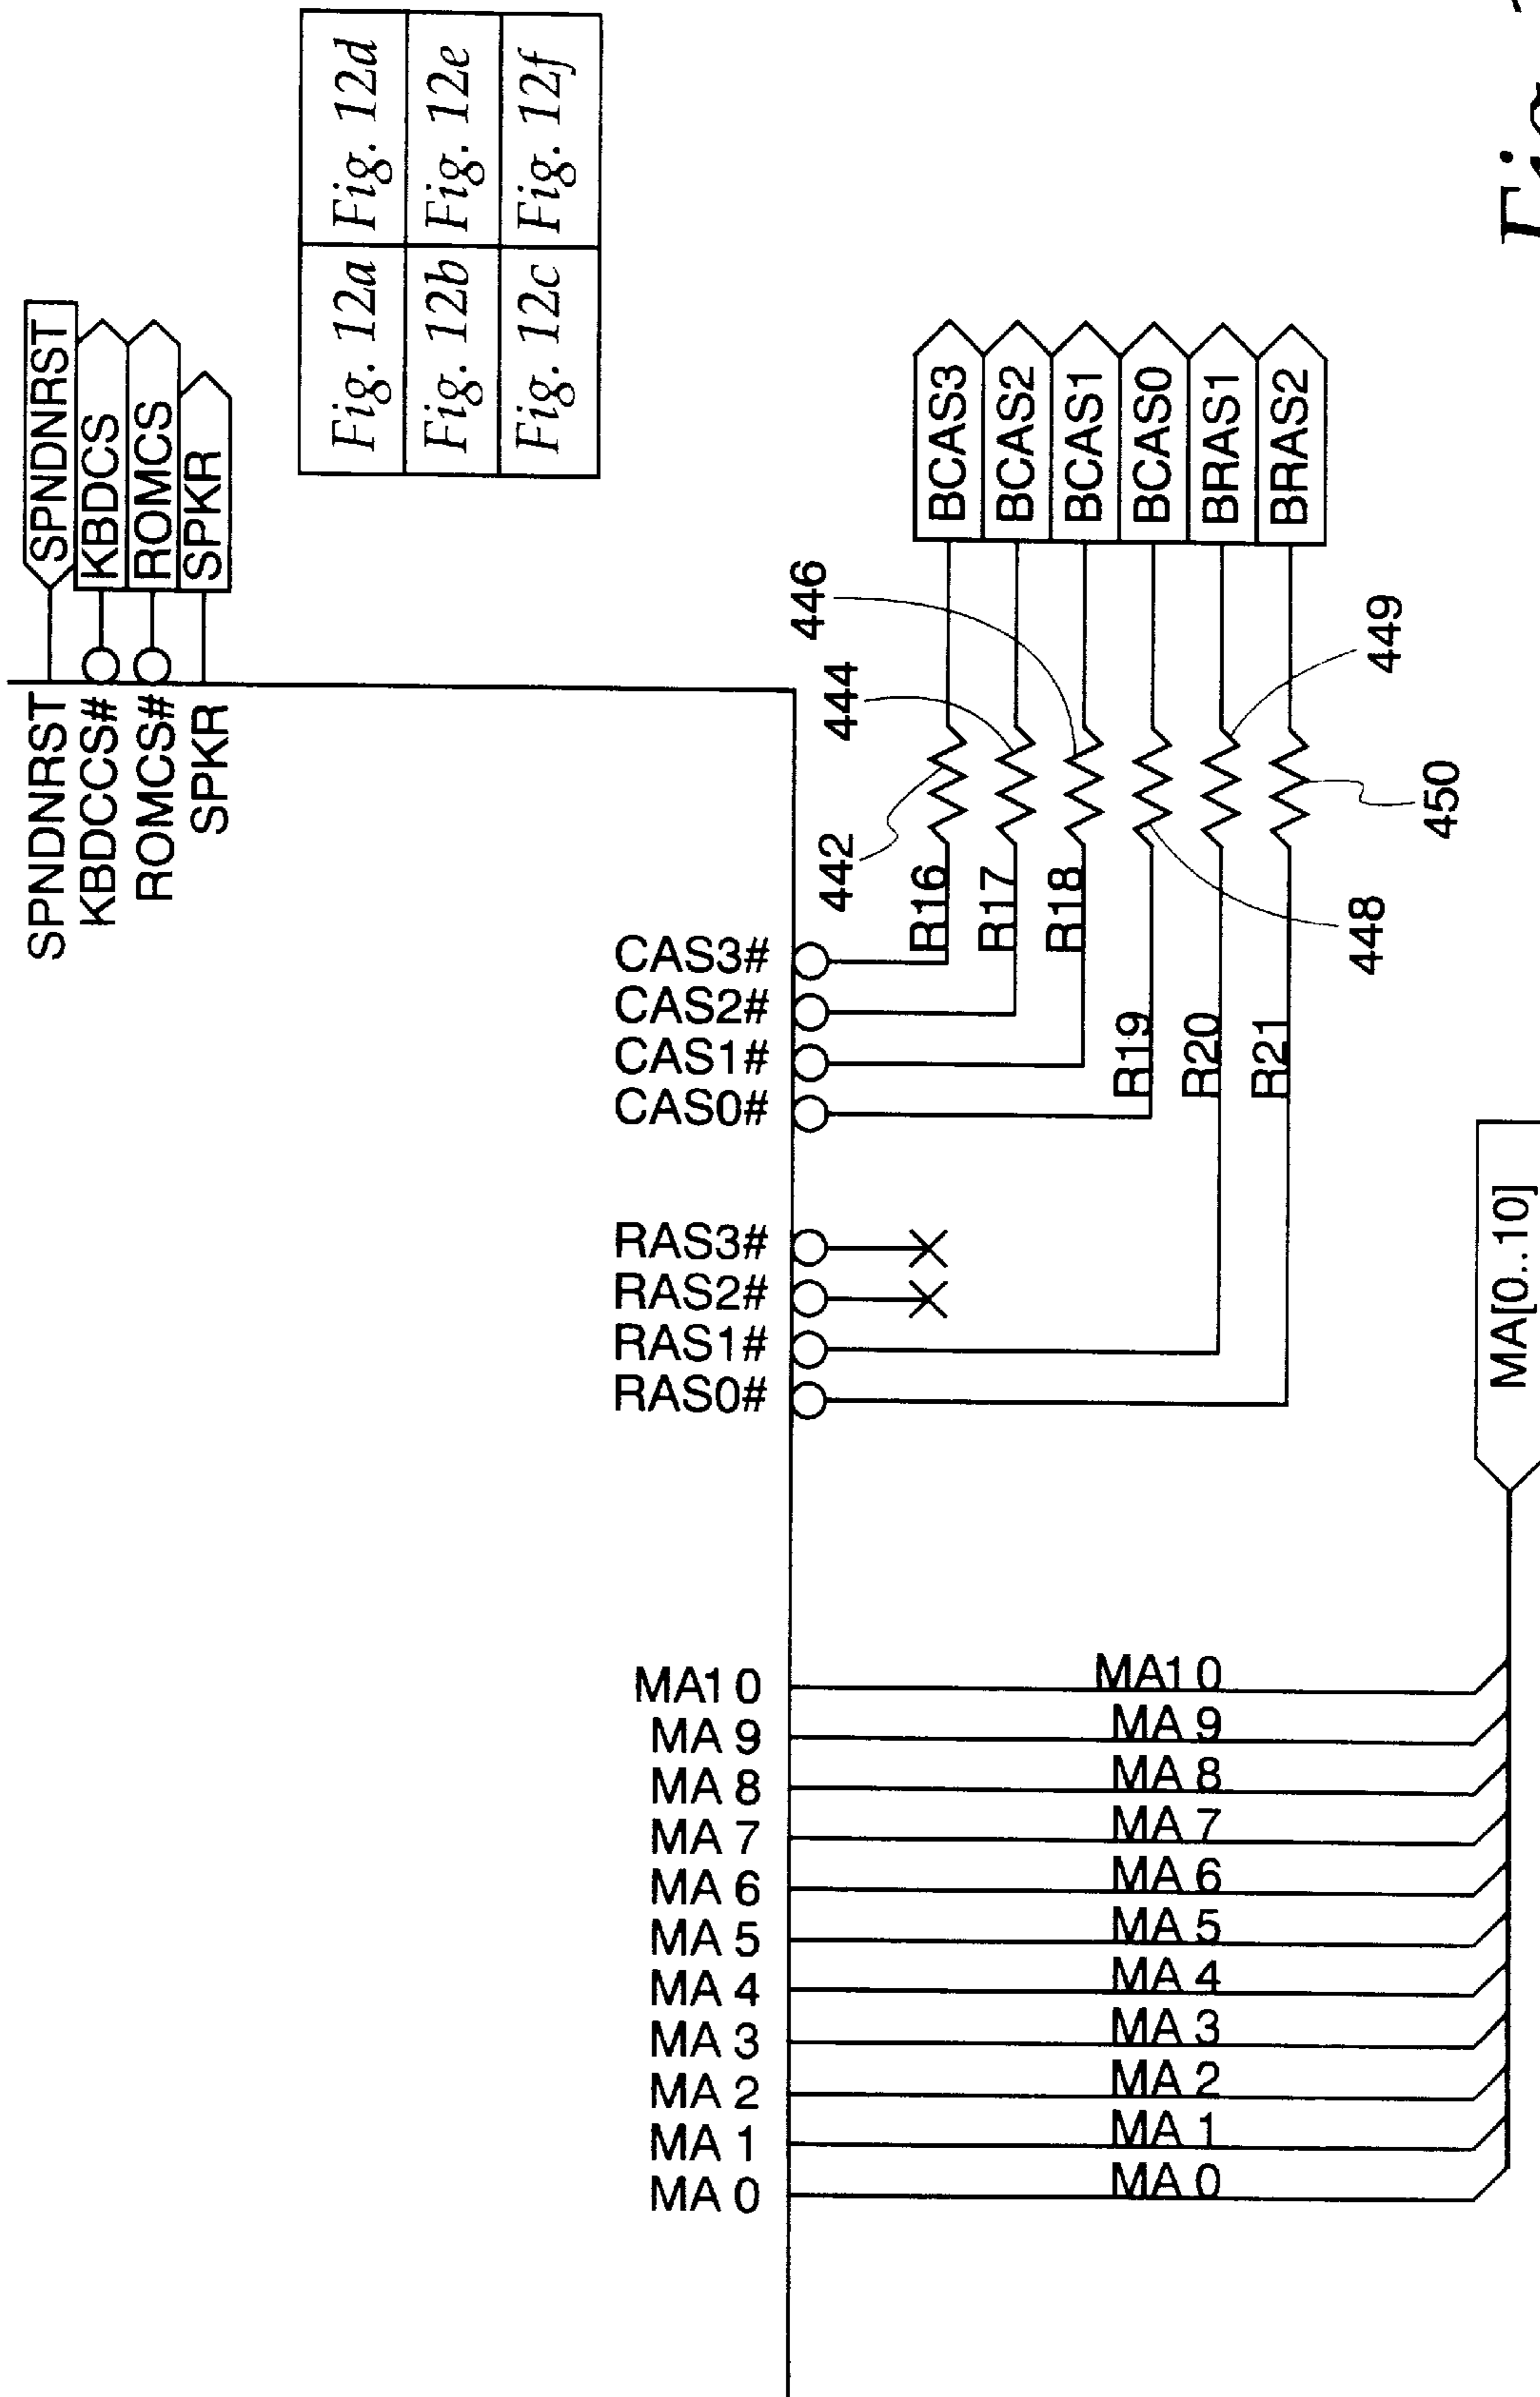 SPNDNRST
KBDCCS#
ROMCS#
SPKR
SPNDNRST
KBDCS
ROMCS
SPKR
Fig. 12a Fig. 12d
Fig. 12b Fig. 12e
Fig. 12c Fig. 12f
CAS3#
CAS2#
CAS1#
CAS0#
RAS3#
RAS2#
RAS1#
RAS0#
MA10
MA 9
MA 8
MA 7
MA 6
MA 5
MA 4
MA 3
MA 2
MA 1
MA 0
442
444
446
R16
R17
R18
R19
R20
R21
448
449
450
BCAS3
BCAS2
BCAS1
BCAS0
BRAS1
BRAS2
MA10
MA 9
MA 8
MA 7
MA 6
MA 5
MA 4
MA 3
MA 2
MA 1
MA 0
MA[0..10]
Fig.